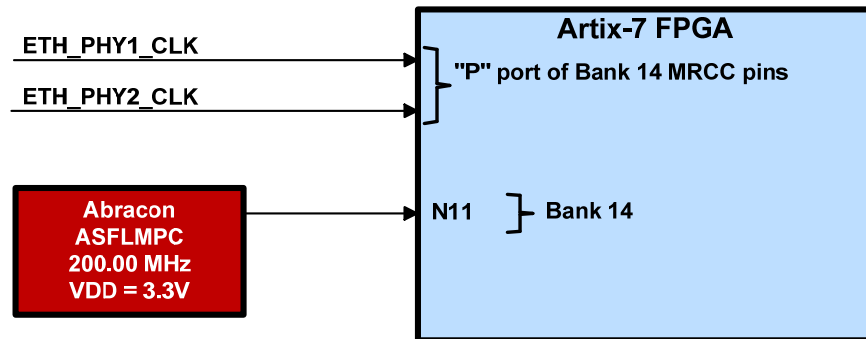 Artix-7 FPGA
ETH_PHY1_CLK
"P" port of Bank 14 MRCC pins
ETH_PHY2_CLK
Abracon
ASFLMPC
200.00 MHz
VDD = 3.3V
N11
Bank 14